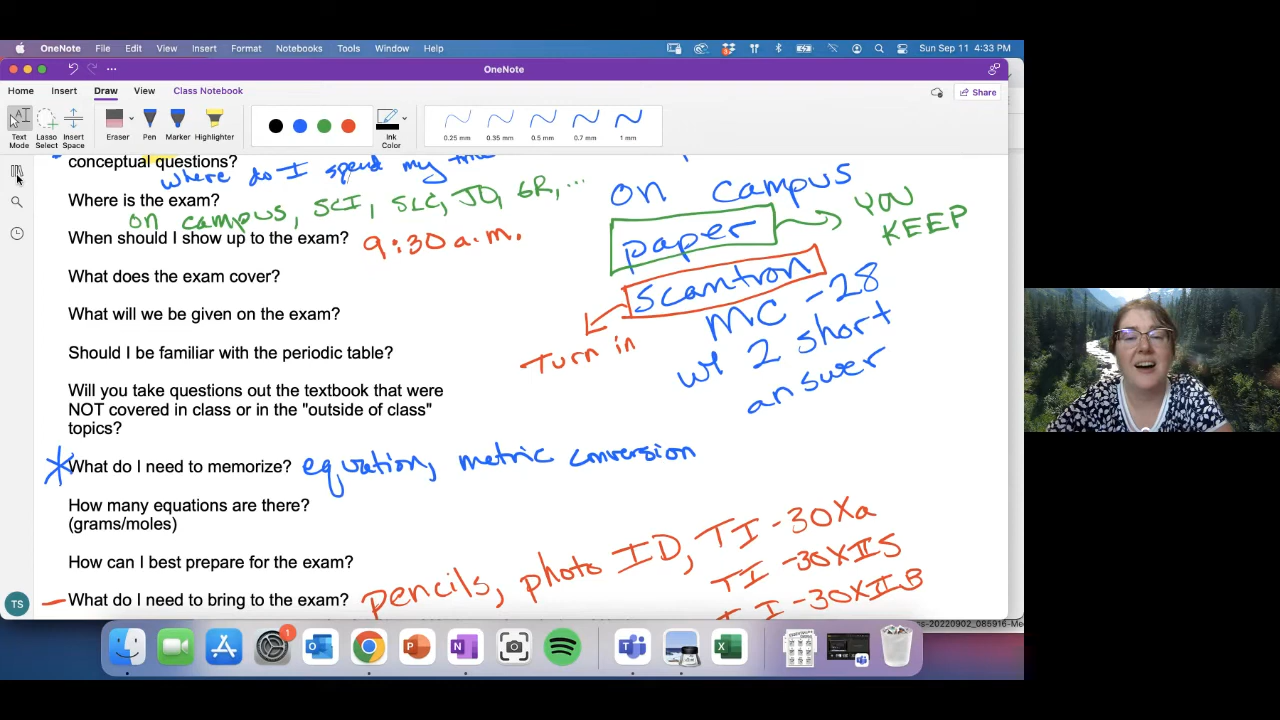 OneNote File Edit View Insert Format Notebooks Tools Window Help Sun Sep 11 4:33 PM
OneNote
Home Insert Draw View Class Notebook Share
Text Mode Lasso Select Insert Space Eraser Pen Marker Highlighter Ink Color 0.25 mm 0.35 mm 0.5 mm 0.7 mm 1 mm
conceptual questions?
where do I spend my
Where is the exam?
on campus, SCI, SLC, JO, GR, ...
When should I show up to the exam? 9:30 a.m.
What does the exam cover?
What will we be given on the exam?
Should I be familiar with the periodic table?
Will you take questions out the textbook that were
NOT covered in class or in the "outside of class"
topics?
What do I need to memorize? equation, metric conversion
How many equations are there?
(grams/moles)
How can I best prepare for the exam?
What do I need to bring to the exam? pencils, photo ID, TI-30Xa
TI-30XIIS
TI-30XIIB
on campus
paper
YOU
KEEP
scantron
Turn in
MC - 28
w/ 2 short
answer
TS